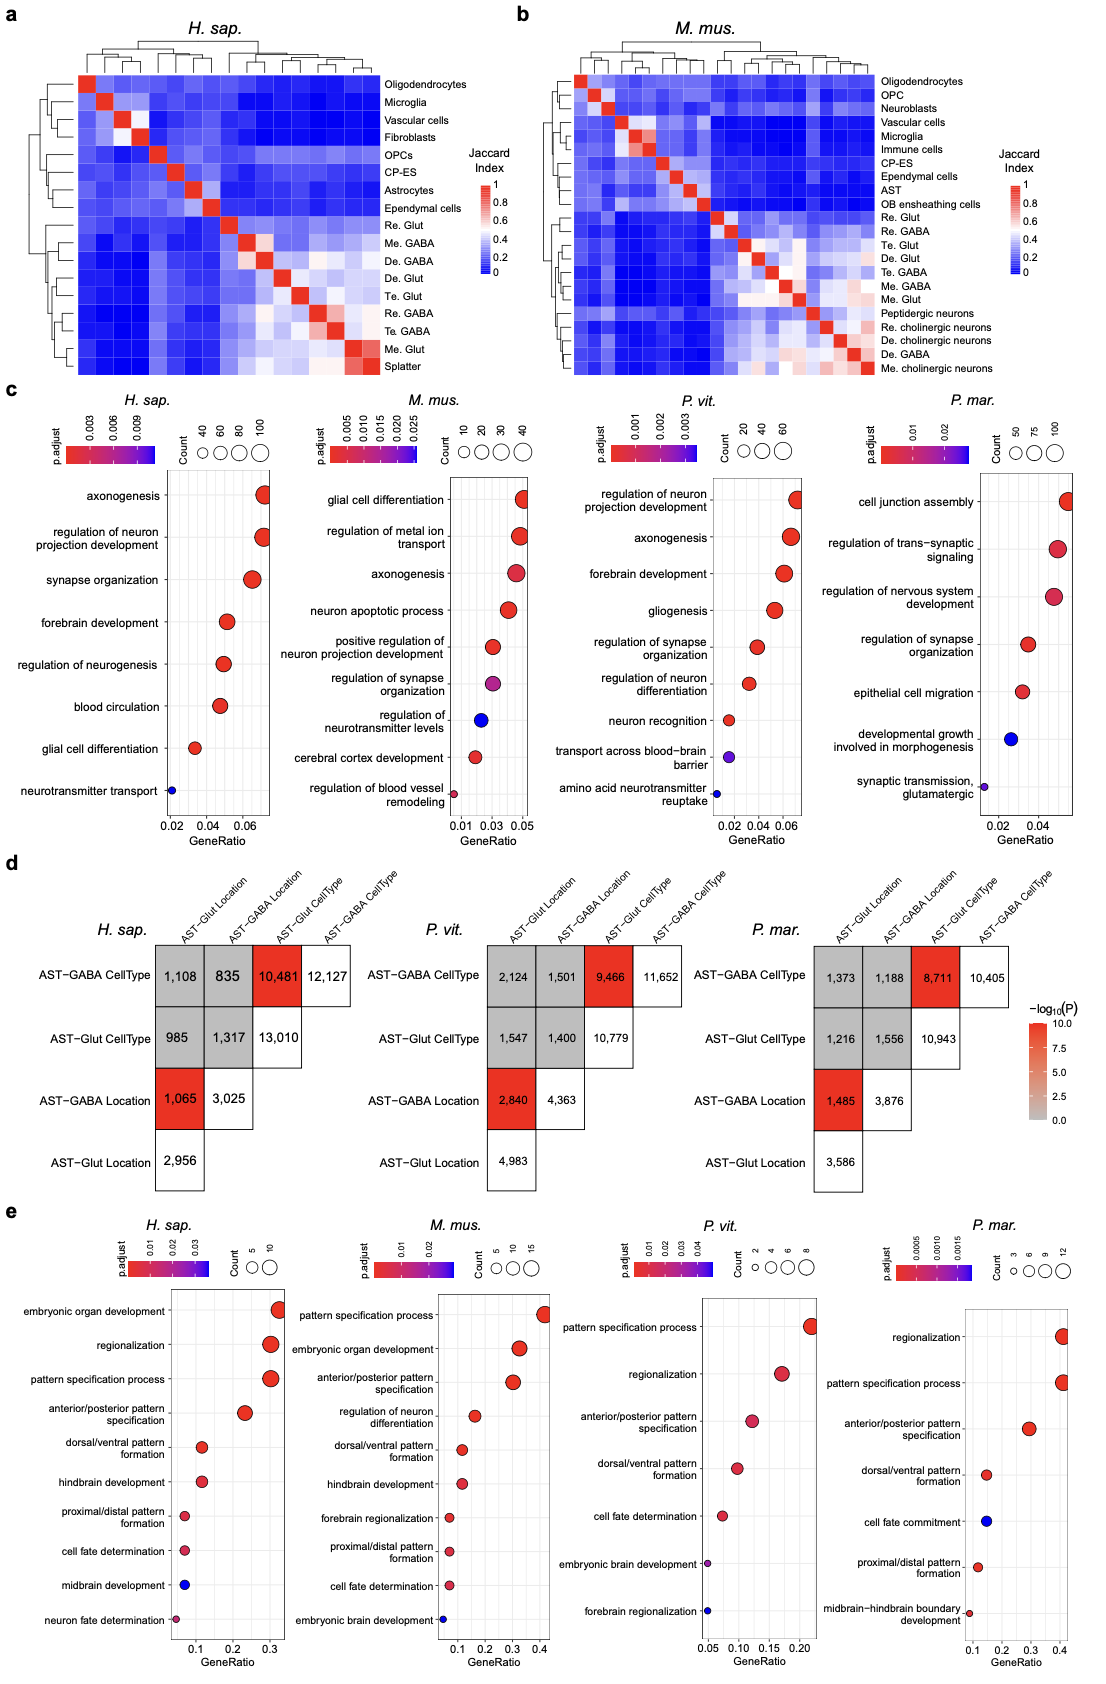 a
H. sap.
Oligodendrocytes
Microglia
Vascular cells
Fibroblasts
OPCs
CP-ES
Astrocytes
Ependymal cells
Re. Glut
Me. GABA
De. GABA
De. Glut
Te. Glut
Re. GABA
Te. GABA
Me. Glut
Splatter
Jaccard
Index
1
0.8
0.6
0.4
0.2
0
b
M. mus.
Oligodendrocytes
OPC
Neuroblasts
Vascular cells
Microglia
Immune cells
CP-ES
Ependymal cells
AST
OB ensheathing cells
Re. Glut
Re. GABA
Te. Glut
De. Glut
Te. GABA
Me. GABA
Me. Glut
Peptidergic neurons
Re. cholinergic neurons
De. cholinergic neurons
De. GABA
Me. cholinergic neurons
Jaccard
Index
1
0.8
0.6
0.4
0.2
0
c
H. sap.
p.adjust
0.003
0.006
0.009
Count
40
60
80
100
axonogenesis
regulation of neuron
projection development
synapse organization
forebrain development
regulation of neurogenesis
blood circulation
glial cell differentiation
neurotransmitter transport
0.02 0.04 0.06
GeneRatio
M. mus.
p.adjust
0.005
0.010
0.015
0.020
0.025
Count
10
20
30
40
glial cell differentiation
regulation of metal ion
transport
axonogenesis
neuron apoptotic process
positive regulation of
neuron projection development
regulation of synapse
organization
regulation of
neurotransmitter levels
cerebral cortex development
regulation of blood vessel
remodeling
0.01 0.03 0.05
GeneRatio
P. vit.
p.adjust
0.001
0.002
0.003
Count
20
40
60
regulation of neuron
projection development
axonogenesis
forebrain development
gliogenesis
regulation of synapse
organization
regulation of neuron
differentiation
neuron recognition
transport across blood−brain
barrier
amino acid neurotransmitter
reuptake
0.02 0.04 0.06
GeneRatio
P. mar.
p.adjust
0.01
0.02
Count
50
75
100
cell junction assembly
regulation of trans−synaptic
signaling
regulation of nervous system
development
regulation of synapse
organization
epithelial cell migration
developmental growth
involved in morphogenesis
synaptic transmission,
glutamatergic
0.02 0.04
GeneRatio
d
H. sap.
AST−Glut Location
AST−GABA Location
AST−Glut CellType
AST−GABA CellType
AST−GABA CellType 1,108 835 10,481 12,127
AST−Glut CellType 985 1,317 13,010
AST−GABA Location 1,065 3,025
AST−Glut Location 2,956
P. vit.
AST−Glut Location
AST−GABA Location
AST−Glut CellType
AST−GABA CellType
AST−GABA CellType 2,124 1,501 9,466 11,652
AST−Glut CellType 1,547 1,400 10,779
AST−GABA Location 2,840 4,363
AST−Glut Location 4,983
P. mar.
AST−Glut Location
AST−GABA Location
AST−Glut CellType
AST−GABA CellType
AST−GABA CellType 1,373 1,188 8,711 10,405
AST−Glut CellType 1,216 1,556 10,943
AST−GABA Location 1,485 3,876
AST−Glut Location 3,586
−log10(P)
10.0
7.5
5.0
2.5
0.0
e
H. sap.
p.adjust
0.01
0.02
0.03
Count
5
10
embryonic organ development
regionalization
pattern specification process
anterior/posterior pattern
specification
dorsal/ventral pattern
formation
hindbrain development
proximal/distal pattern
formation
cell fate determination
midbrain development
neuron fate determination
0.1 0.2 0.3
GeneRatio
M. mus.
p.adjust
0.01
0.02
Count
5
10
15
pattern specification process
embryonic organ development
anterior/posterior pattern
specification
regulation of neuron
differentiation
dorsal/ventral pattern
formation
hindbrain development
forebrain regionalization
proximal/distal pattern
formation
cell fate determination
embryonic brain development
0.1 0.2 0.3 0.4
GeneRatio
P. vit.
p.adjust
0.01
0.02
0.03
0.04
Count
2
4
6
8
pattern specification process
regionalization
anterior/posterior pattern
specification
dorsal/ventral pattern
formation
cell fate determination
embryonic brain development
forebrain regionalization
0.05 0.10 0.15 0.20
GeneRatio
P. mar.
p.adjust
0.0005
0.0010
0.0015
Count
3
6
9
12
regionalization
pattern specification process
anterior/posterior pattern
specification
dorsal/ventral pattern
formation
cell fate commitment
proximal/distal pattern
formation
midbrain−hindbrain boundary
development
0.1 0.2 0.3 0.4
GeneRatio